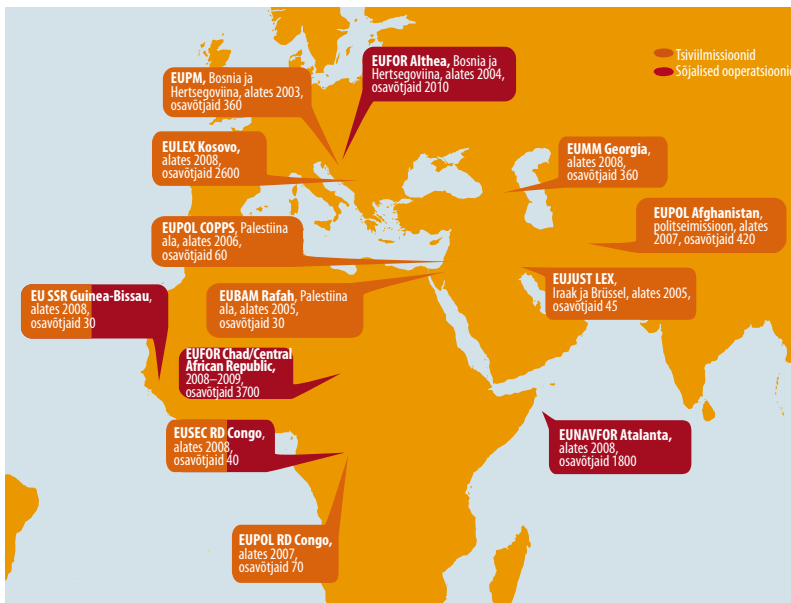 Tsiviilmissioonid
Sõjalised ooperatsioonid
EUPM, Bosnia ja
Hertsegoviina, alates 2003,
osavõtjaid 360
EUFOR Althea, Bosnia ja
Hertsegoviina, alates 2004,
osavõtjaid 2010
EULEX Kosovo,
alates 2008,
osavõtjaid 2600
EUMM Georgia,
alates 2008,
osavõtjaid 360
EUPOL COPPS, Palestiina
ala, alates 2006,
osavõtjaid 60
EUPOL Afghanistan,
politseimissioon, alates
2007, osavõtjaid 420
EU SSR Guinea-Bissau,
alates 2008,
osavõtjaid 30
EUBAM Rafah, Palestiina
ala, alates 2005,
osavõtjaid 30
EUJUST LEX,
Iraak ja Brüssel, alates 2005,
osavõtjaid 45
EUFOR Chad/Central
African Republic,
2008–2009,
osavõtjaid 3700
EUSEC RD Congo,
alates 2008,
osavõtjaid 40
EUNAVFOR Atalanta,
alates 2008,
osavõtjaid 1800
EUPOL RD Congo,
alates 2007,
osavõtjaid 70